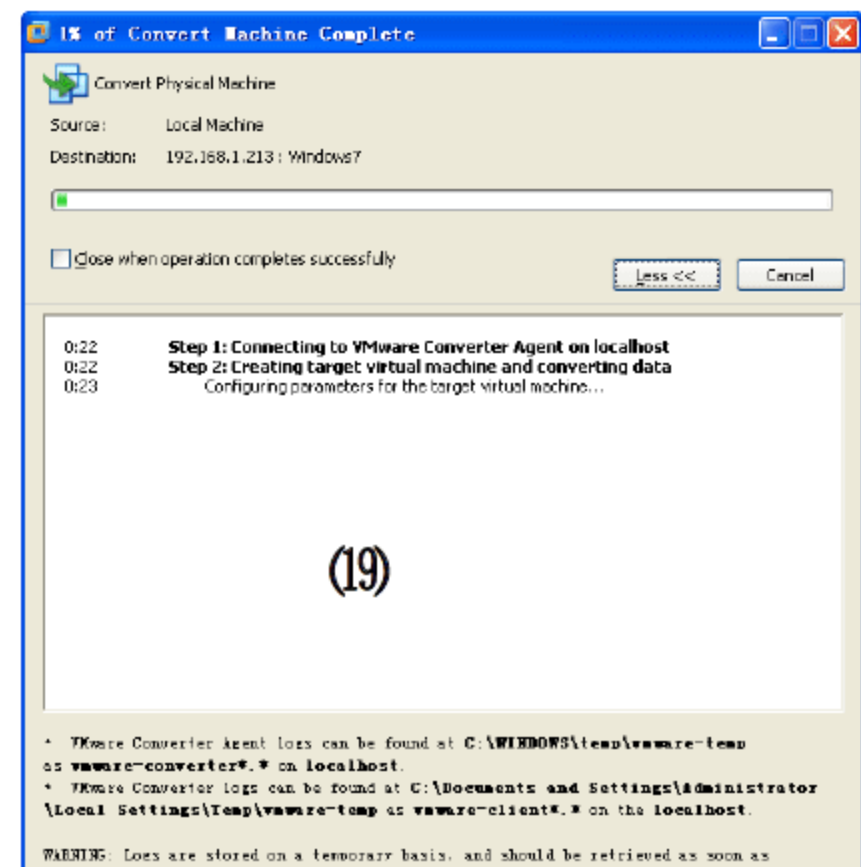 1% of Convert Machine Complete
Convert Physical Machine
Source: Local Machine
Destination: 192.168.1.213 : Windows7
Close when operation completes successfully
Less << Cancel
0:22 Step 1: Connecting to VMware Converter Agent on localhost
0:22 Step 2: Creating target virtual machine and converting data
0:23 Configuring parameters for the target virtual machine...
(19)
* VMware Converter Agent logs can be found at C:\WINDOWS\temp\vmware-temp
as vmware-converter*.* on localhost.
* VMware Converter logs can be found at C:\Documents and Settings\Administrator
\Local Settings\Temp\vmware-temp as vmware-client*.* on the localhost.
WARNING: Logs are stored on a temporary basis, and should be retrieved as soon as